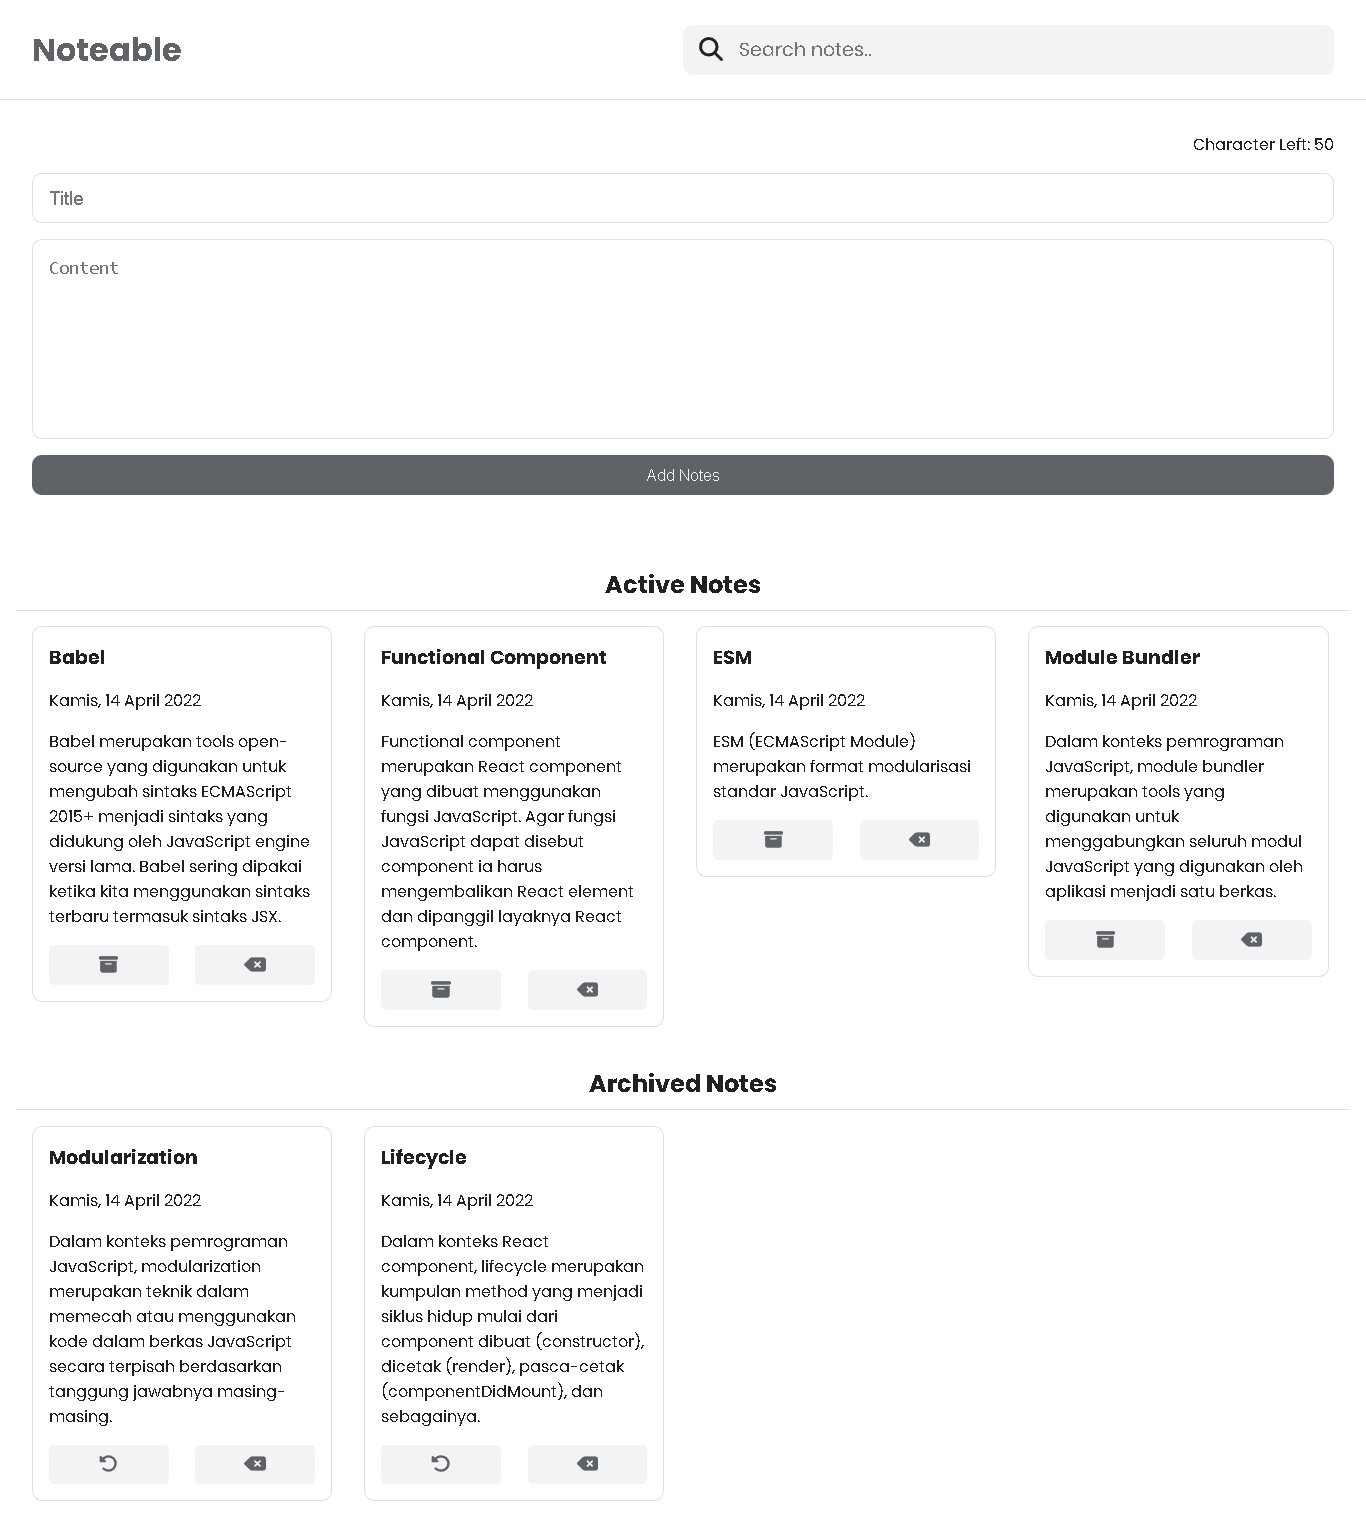 Noteable
Search notes..
Character Left: 50
Title
Content
Add Notes
Active Notes
Babel
Kamis, 14 April 2022
Babel merupakan tools open-
source yang digunakan untuk
mengubah sintaks ECMAScript
2015+ menjadi sintaks yang
didukung oleh JavaScript engine
versi lama. Babel sering dipakai
ketika kita menggunakan sintaks
terbaru termasuk sintaks JSX.
Functional Component
Kamis, 14 April 2022
Functional component
merupakan React component
yang dibuat menggunakan
fungsi JavaScript. Agar fungsi
JavaScript dapat disebut
component ia harus
mengembalikan React element
dan dipanggil layaknya React
component.
ESM
Kamis, 14 April 2022
ESM (ECMAScript Module)
merupakan format modularisasi
standar JavaScript.
Module Bundler
Kamis, 14 April 2022
Dalam konteks pemrograman
JavaScript, module bundler
merupakan tools yang
digunakan untuk
menggabungkan seluruh modul
JavaScript yang digunakan oleh
aplikasi menjadi satu berkas.
Archived Notes
Modularization
Kamis, 14 April 2022
Dalam konteks pemrograman
JavaScript, modularization
merupakan teknik dalam
memecah atau menggunakan
kode dalam berkas JavaScript
secara terpisah berdasarkan
tanggung jawabnya masing-
masing.
Lifecycle
Kamis, 14 April 2022
Dalam konteks React
component, lifecycle merupakan
kumpulan method yang menjadi
siklus hidup mulai dari
component dibuat (constructor),
dicetak (render), pasca-cetak
(componentDidMount), dan
sebagainya.